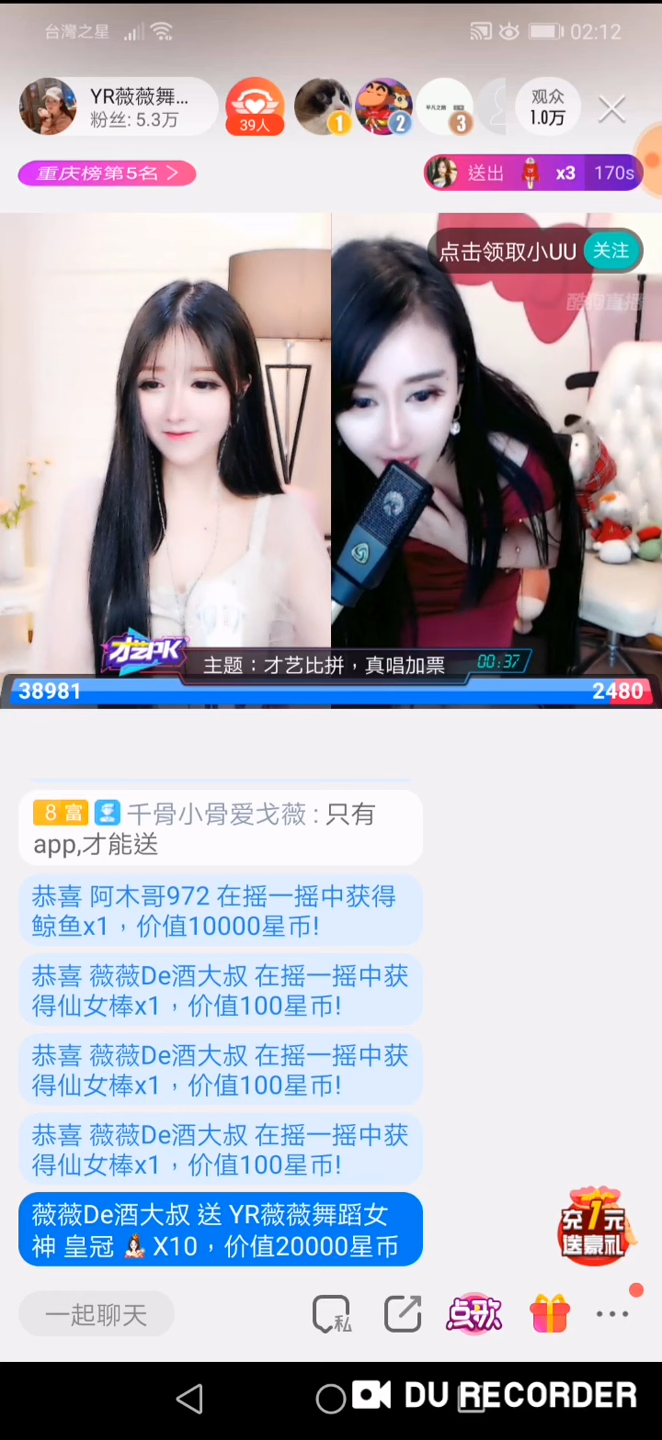 台灣之星
02:12
YR薇薇舞...
粉丝: 5.3万
39人
1
2
3
观众
1.0万
重庆榜第5名 >
送出 x3 170s
点击领取小UU 关注
酷狗直播
才艺PK
主题：才艺比拼，真唱加票 00:37
38981 2480
8 富 千骨小骨爱戈薇 : 只有
app,才能送
恭喜 阿木哥972 在摇一摇中获得
鲸鱼x1，价值10000星币!
恭喜 薇薇De酒大叔 在摇一摇中获
得仙女棒x1，价值100星币!
恭喜 薇薇De酒大叔 在摇一摇中获
得仙女棒x1，价值100星币!
恭喜 薇薇De酒大叔 在摇一摇中获
得仙女棒x1，价值100星币!
薇薇De酒大叔 送 YR薇薇舞蹈女
神 皇冠 X10，价值20000星币
充1元
送豪礼
一起聊天
私
点歌
DU RECORDER